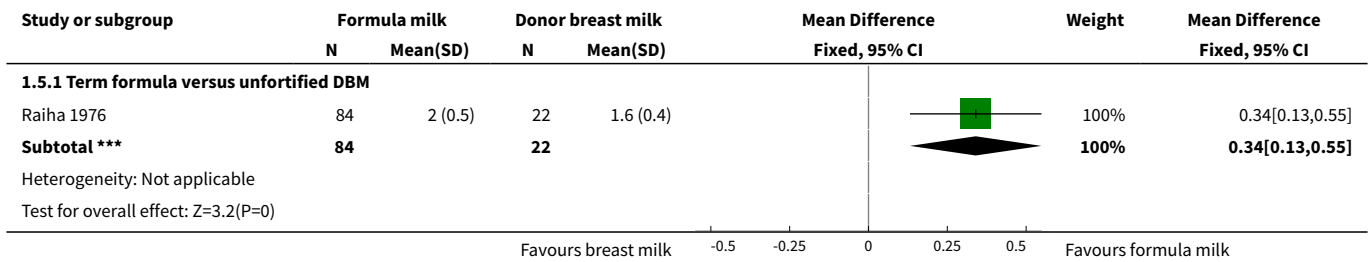 Study or subgroup Formula milk Donor breast milk Mean Difference Weight Mean Difference
N Mean(SD) N Mean(SD) Fixed, 95% CI Fixed, 95% CI
1.5.1 Term formula versus unfortified DBM
Raiha 1976 84 2 (0.5) 22 1.6 (0.4) 100% 0.34[0.13,0.55]
Subtotal *** 84 22 100% 0.34[0.13,0.55]
Heterogeneity: Not applicable
Test for overall effect: Z=3.2(P=0)
Favours breast milk -0.5 -0.25 0 0.25 0.5 Favours formula milk